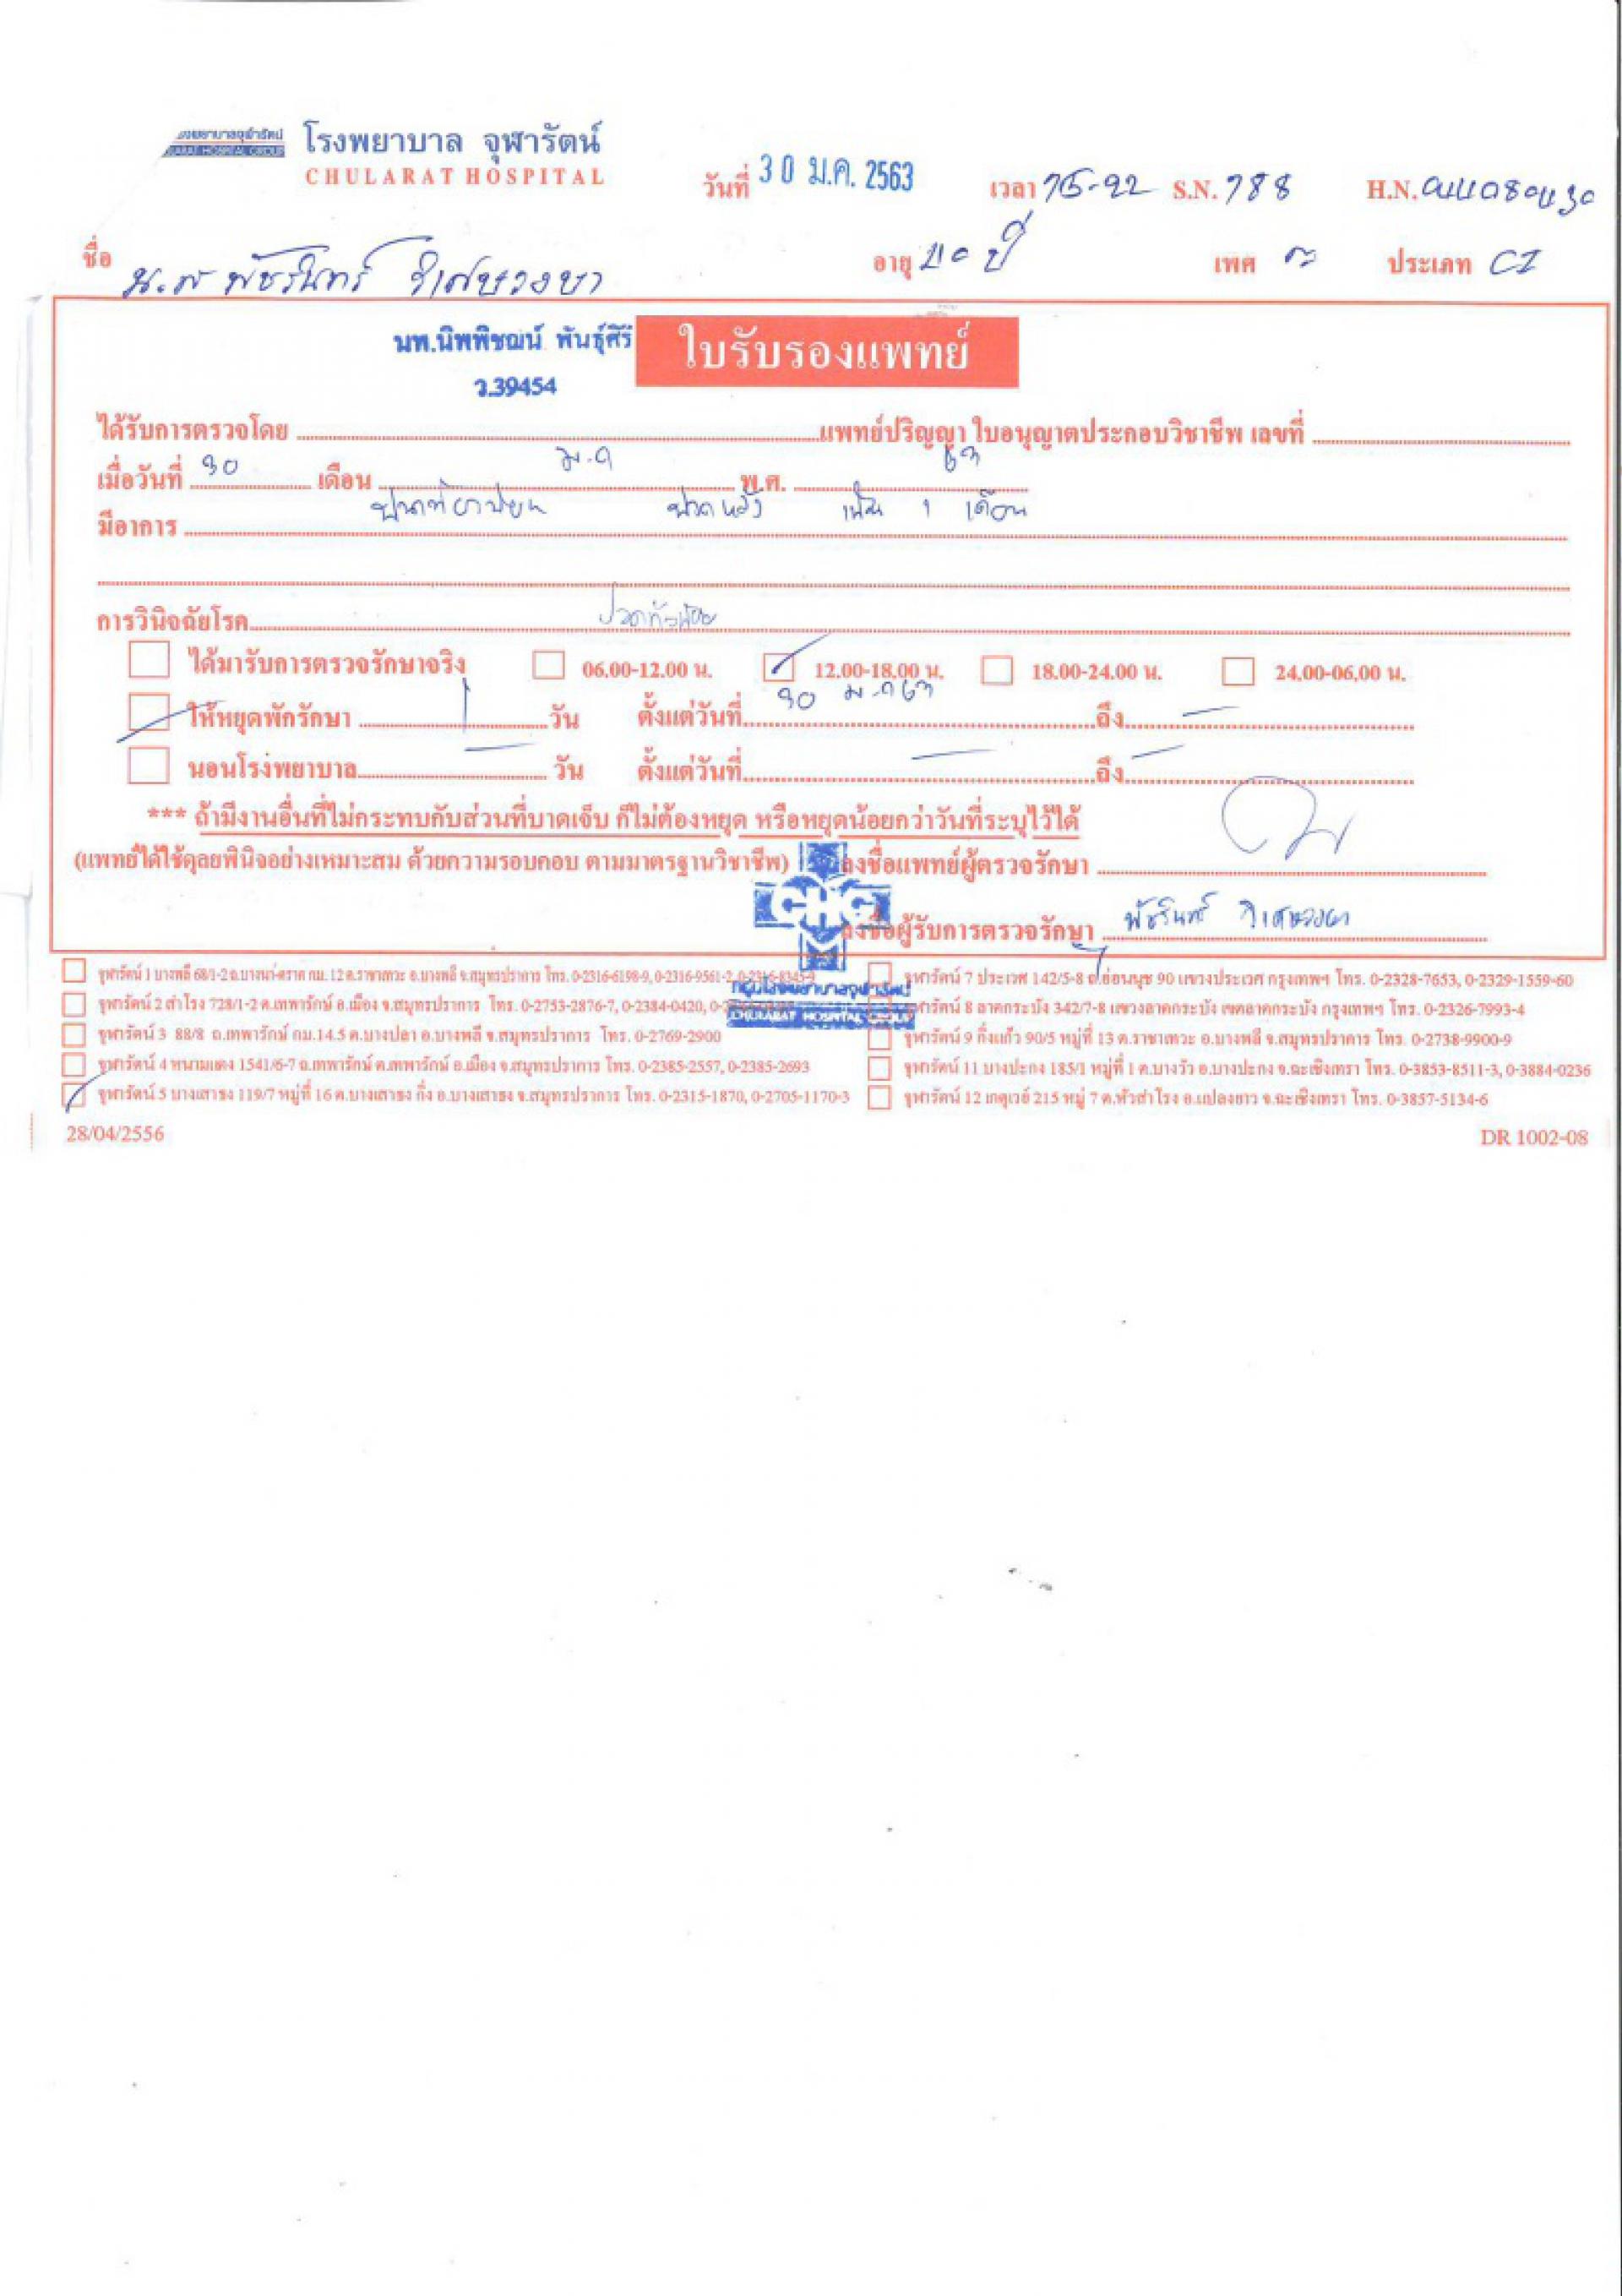 โรงพยาบาล จุฬารัตน์
CHULARAT HOSPITAL
วันที่ 30 ม.ค. 2563 เวลา 15-22 S.N. 788 H.N.
ชื่อ น.ส พัชรินทร์ วิเศษวงษา อายุ 40 ปี เพศ ประเภท CI
นพ.นิพพิชฌน์ พันธุ์ศิริ
ว.39454
ใบรับรองแพทย์
ได้รับการตรวจโดย แพทย์ปริญญา ใบอนุญาตประกอบวิชาชีพ เลขที่
เมื่อวันที่ 30 เดือน ม.ค พ.ศ. 63
มีอาการ ปวดหลัง เป็น 1 เดือน
การวินิจฉัยโรค
ได้มารับการตรวจรักษาจริง 06.00-12.00 น. 12.00-18.00 น. 18.00-24.00 น. 24.00-06.00 น.
ให้หยุดพักรักษา 1 วัน ตั้งแต่วันที่ 30 ม.ค 63 ถึง -
นอนโรงพยาบาล - วัน ตั้งแต่วันที่ - ถึง -
*** ถ้ามีงานอื่นที่ไม่กระทบกับส่วนที่บาดเจ็บ ก็ไม่ต้องหยุด หรือหยุดน้อยกว่าวันที่ระบุไว้ได้
(แพทย์ได้ใช้ดุลยพินิจอย่างเหมาะสม ด้วยความรอบคอบ ตามมาตรฐานวิชาชีพ) ลงชื่อแพทย์ผู้ตรวจรักษา
CHG
ลงชื่อผู้รับการตรวจรักษา พัชรินทร์ วิเศษวงษา
กลุ่มโรงพยาบาลจุฬารัตน์
CHULARAT HOSPITAL GROUP
จุฬารัตน์ 1 บางพลี 68/1-2 ถ.บางนา-ตราด กม. 12 ต.ราชาเทวะ อ.บางพลี จ.สมุทรปราการ โทร. 0-2316-6198-9, 0-2316-9561-2,
จุฬารัตน์ 2 สำโรง 728/1-2 ต.เทพารักษ์ อ.เมือง จ.สมุทรปราการ โทร. 0-2753-2876-7, 0-2384-0420,
จุฬารัตน์ 3 88/8 ถ.เทพารักษ์ กม.14.5 ต.บางปลา อ.บางพลี จ.สมุทรปราการ โทร. 0-2769-2900
จุฬารัตน์ 4 หนามแดง 1541/6-7 ถ.เทพารักษ์ ต.เทพารักษ์ อ.เมือง จ.สมุทรปราการ โทร. 0-2385-2557, 0-2385-2693
จุฬารัตน์ 5 บางเสาธง 119/7 หมู่ที่ 16 ต.บางเสาธง กิ่ง อ.บางเสาธง จ.สมุทรปราการ โทร. 0-2315-1870, 0-2705-1170-3
จุฬารัตน์ 7 ประเวศ 142/5-8 ถ.อ่อนนุช 90 แขวงประเวศ กรุงเทพฯ โทร. 0-2328-7653, 0-2329-1559-60
จุฬารัตน์ 8 ลาดกระบัง 342/7-8 แขวงลาดกระบัง เขตลาดกระบัง กรุงเทพฯ โทร. 0-2326-7993-4
จุฬารัตน์ 9 กิ่งแก้ว 90/5 หมู่ที่ 13 ต.ราชาเทวะ อ.บางพลี จ.สมุทรปราการ โทร. 0-2738-9900-9
จุฬารัตน์ 11 บางปะกง 185/1 หมู่ที่ 1 ต.บางวัว อ.บางปะกง จ.ฉะเชิงเทรา โทร. 0-3853-8511-3, 0-3884-0236
จุฬารัตน์ 12 เกตุเวย์ 215 หมู่ 7 ต.หัวสำโรง อ.แปลงยาว จ.ฉะเชิงเทรา โทร. 0-3857-5134-6
28/04/2556 DR 1002-08